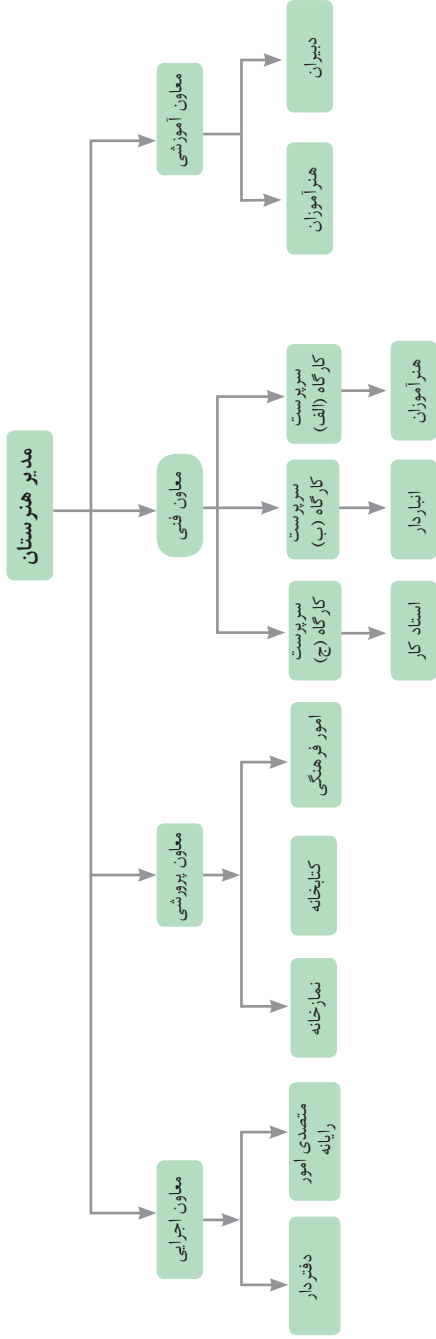 مدیر هنرستان
معاون آموزشی
معاون فنی
معاون پرورشی
معاون اجرایی
دبیران
هنرآموزان
سرپرست
کارگاه (الف)
سرپرست
کارگاه (ب)
سرپرست
کارگاه (ج)
امور فرهنگی
کتابخانه
نمازخانه
متصدی امور
رایانه
دفتردار
هنرآموزان
انباردار
استاد کار